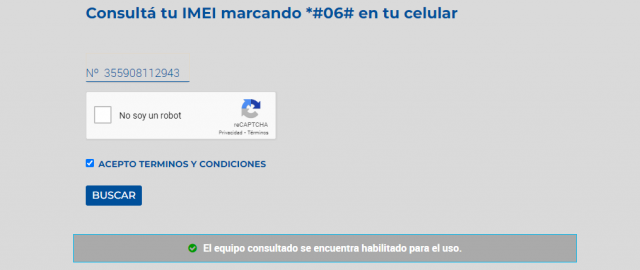 Consultá tu IMEI marcando *#06# en tu celular
Nº 355908112943
No soy un robot
reCAPTCHA
Privacidad - Términos
ACEPTO TERMINOS Y CONDICIONES
BUSCAR
El equipo consultado se encuentra habilitado para el uso.